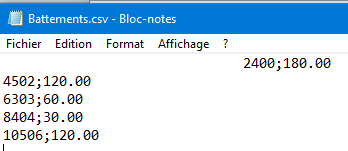 Battements.csv - Bloc-notes
Fichier Edition Format Affichage ?
2400;180.00
4502;120.00
6303;60.00
8404;30.00
10506;120.00